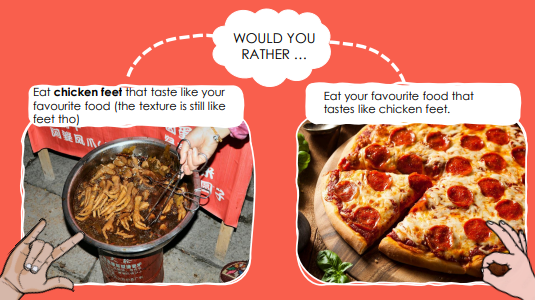 WOULD YOU
RATHER ...
Eat chicken feet that taste like your
favourite food (the texture is still like
feet tho)
Eat your favourite food that
tastes like chicken feet.